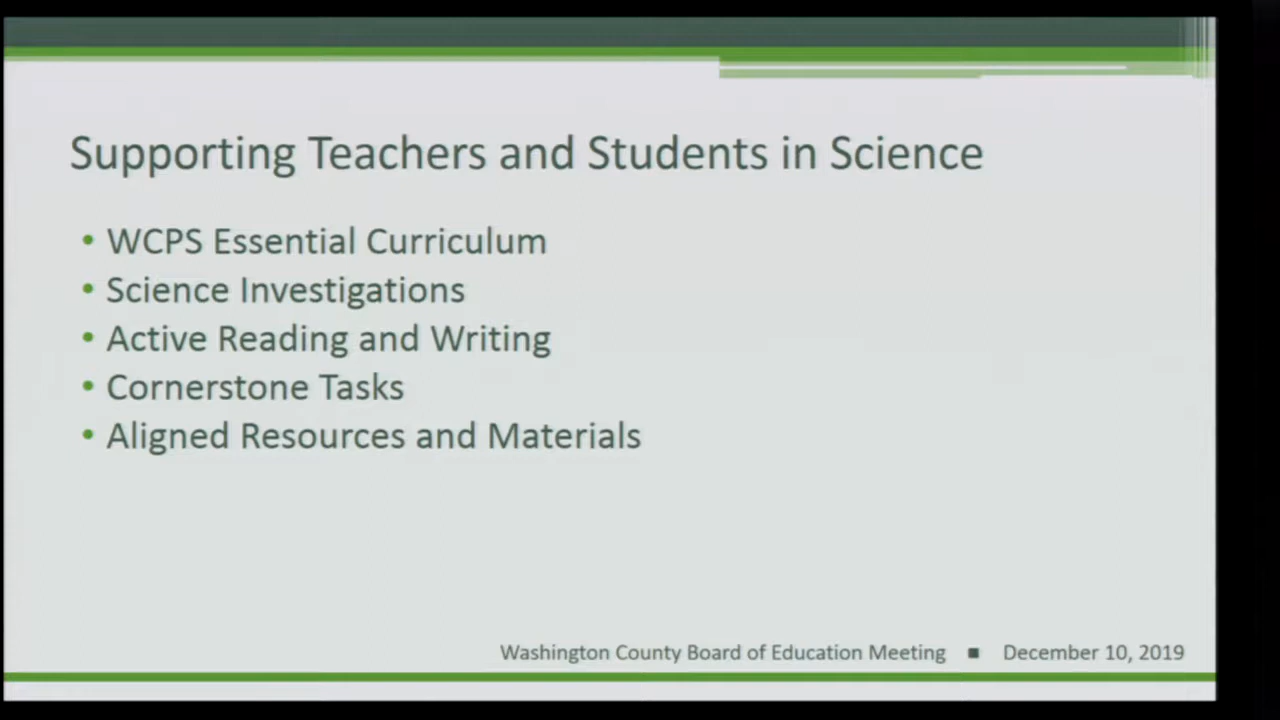 Supporting Teachers and Students in Science
• WCPS Essential Curriculum
• Science Investigations
• Active Reading and Writing
• Cornerstone Tasks
• Aligned Resources and Materials
Washington County Board of Education Meeting ■ December 10, 2019